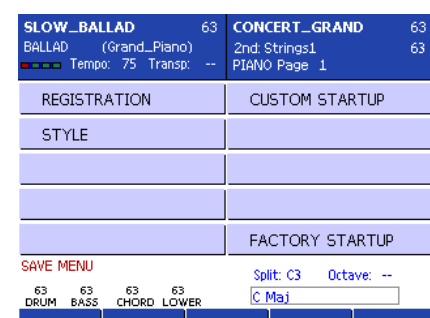 SLOW_BALLAD 63
BALLAD (Grand_Piano)
Tempo: 75 Transp: --
CONCERT_GRAND 63
2nd: Strings1 63
PIANO Page 1
REGISTRATION
CUSTOM STARTUP
STYLE
FACTORY STARTUP
SAVE MENU
63 63 63 63
DRUM BASS CHORD LOWER
Split: C3 Octave: --
C Maj